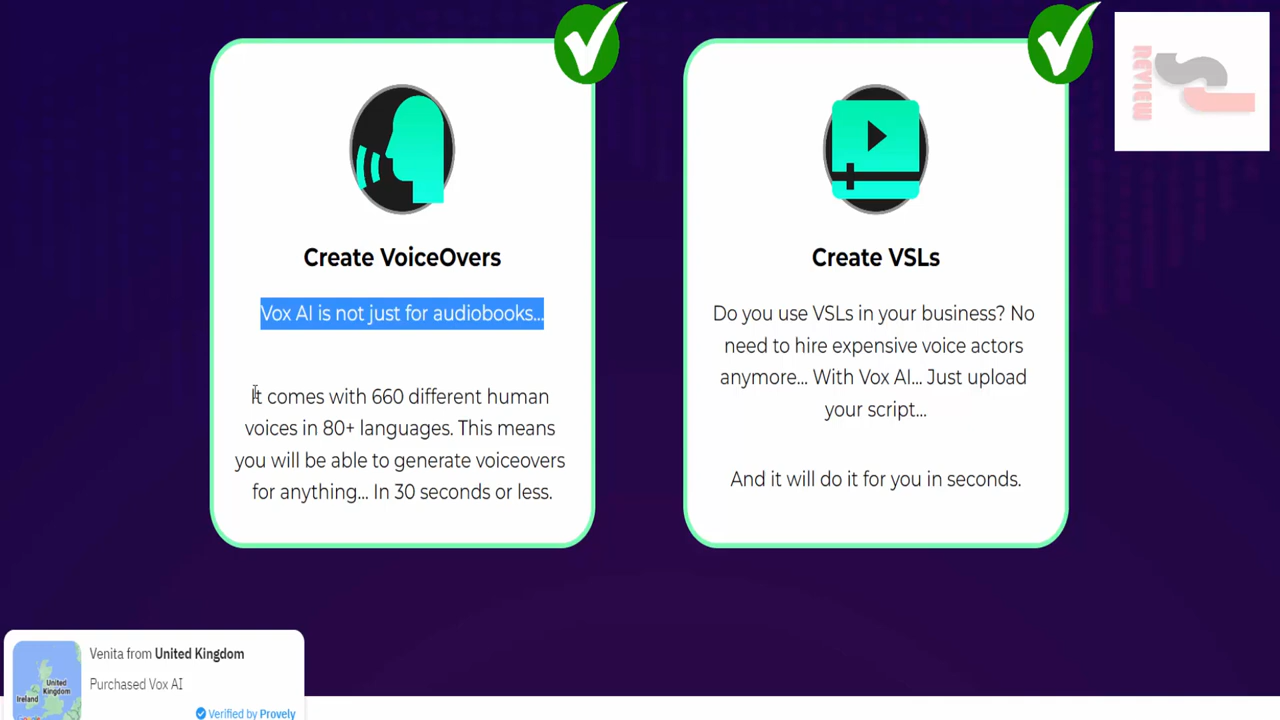 REVIEW
Create VoiceOvers
Vox AI is not just for audiobooks...
It comes with 660 different human
voices in 80+ languages. This means
you will be able to generate voiceovers
for anything... In 30 seconds or less.
Create VSLs
Do you use VSLs in your business? No
need to hire expensive voice actors
anymore... With Vox AI... Just upload
your script...
And it will do it for you in seconds.
United
Kingdom
Ireland
Venita from United Kingdom
Purchased Vox AI
Verified by Provely